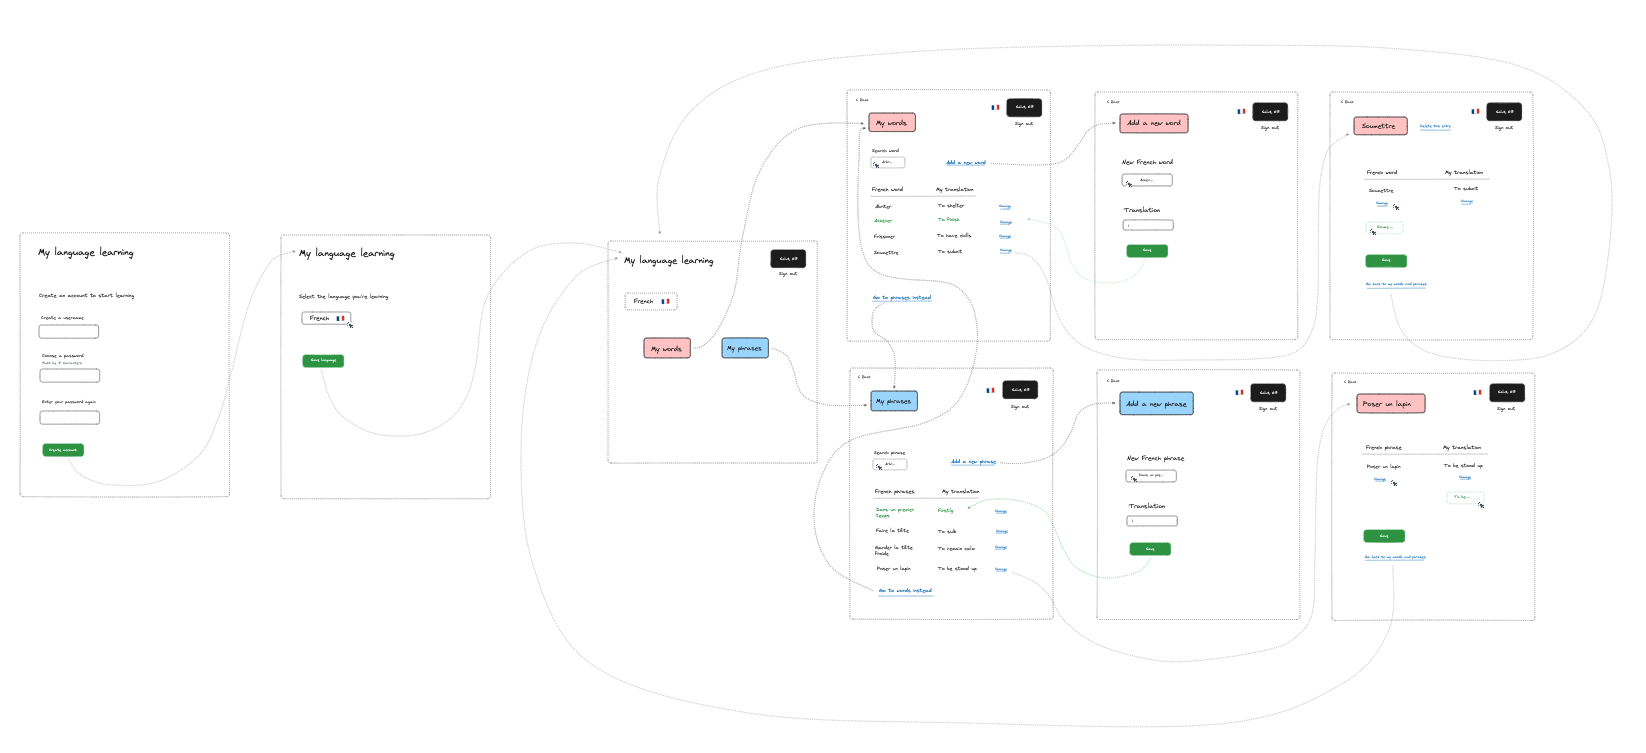 My language learning
Create an account to start learning
Create a username
Choose a password
Enter your password again
Create account
My language learning
Select the language you're learning
French
Save language
My language learning
Sign out
French
My words
My phrases
< Back
My words
Sign out
Search word
Add a new word
French word
My translation
To shelter
Change
Achever
To finish
Change
Frissoner
Change
Soumettre
To submit
Change
Go to phrases instead
< Back
Add a new word
Sign out
New French word
Translation
Save
< Back
Soumettre
Delete this entry
Sign out
French word
My translation
Soumettre
To submit
Change
Change
Save
Go back to my words and phrases
< Back
My phrases
Sign out
Search phrase
Add a new phrase
French phrases
My translation
Dans un premier
temps
Firstly
Change
Faire la tête
To sulk
Change
Garder la tête
froide
To remain calm
Change
Poser un lapin
To be stood up
Change
Go to words instead
< Back
Add a new phrase
Sign out
New French phrase
Translation
Save
< Back
Poser un lapin
Sign out
French phrase
My translation
Poser un lapin
To be stood up
Change
Change
To be...
Save
Go back to my words and phrases